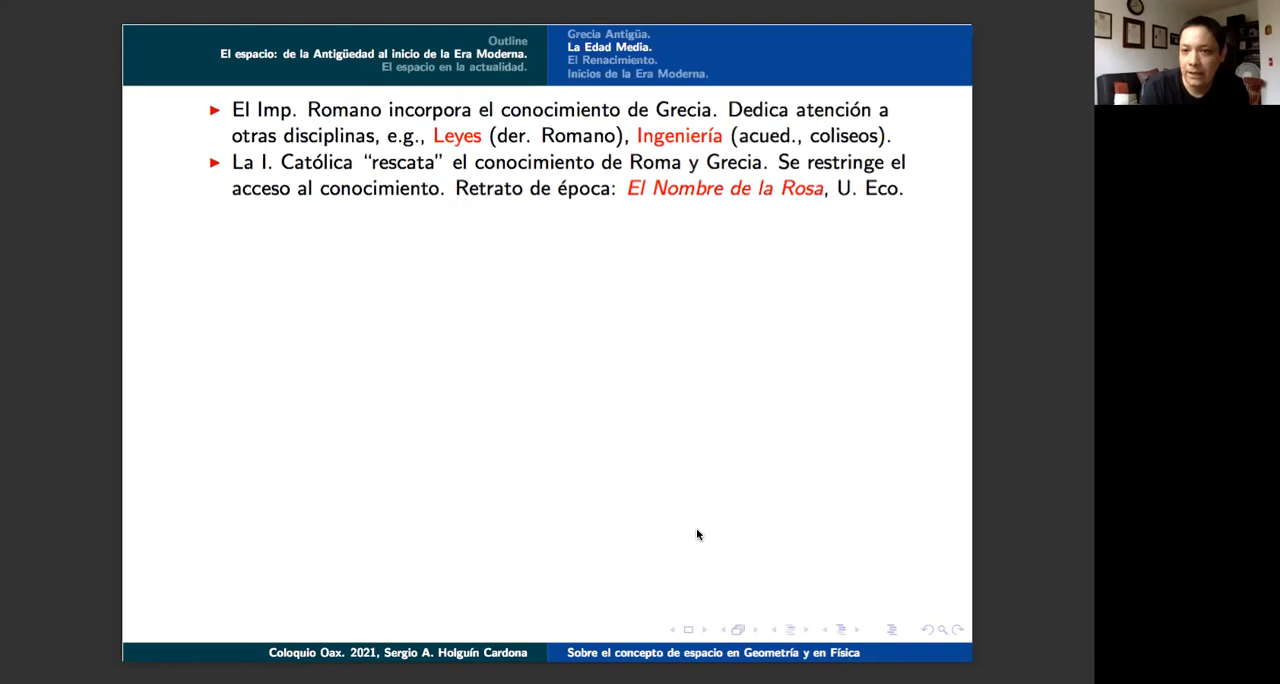 Outline
El espacio: de la Antigüedad al inicio de la Era Moderna.
El espacio en la actualidad.
Grecia Antigüa.
La Edad Media.
El Renacimiento.
Inicios de la Era Moderna.
El Imp. Romano incorpora el conocimiento de Grecia. Dedica atención a
otras disciplinas, e.g., Leyes (der. Romano), Ingeniería (acued., coliseos).
La I. Católica “rescata” el conocimiento de Roma y Grecia. Se restringe el
acceso al conocimiento. Retrato de época: El Nombre de la Rosa, U. Eco.
Coloquio Oax. 2021, Sergio A. Holguín Cardona
Sobre el concepto de espacio en Geometría y en Física